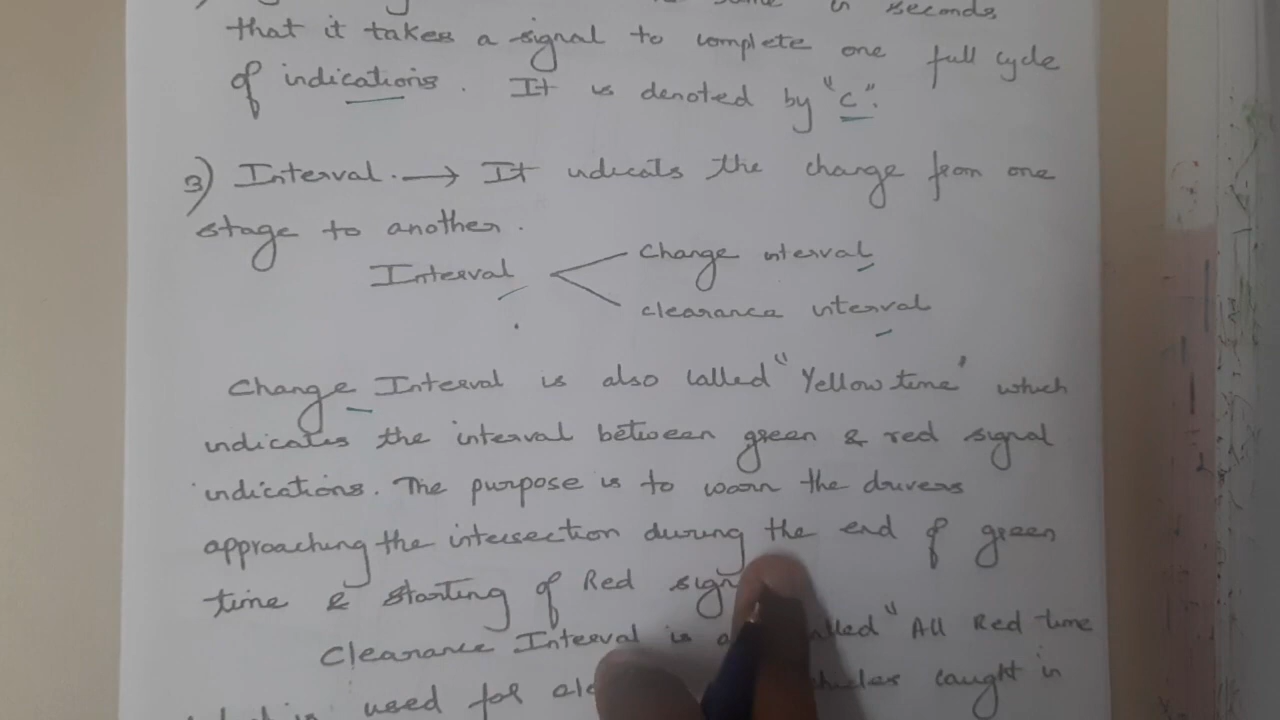 in seconds
that it takes a signal to complete one full cycle
of indications. It is denoted by "C".
3) Interval. → It indicats the change from one
stage to another.
Interval
Change interval
clearance interval
Change Interval is also called "Yellow time" which
indicates the interval between green & red signal
indications. The purpose is to warn the drivers
approaching the intersection during the end of green
time & starting of Red
Clearance Interval is "All Red time
used for caught in